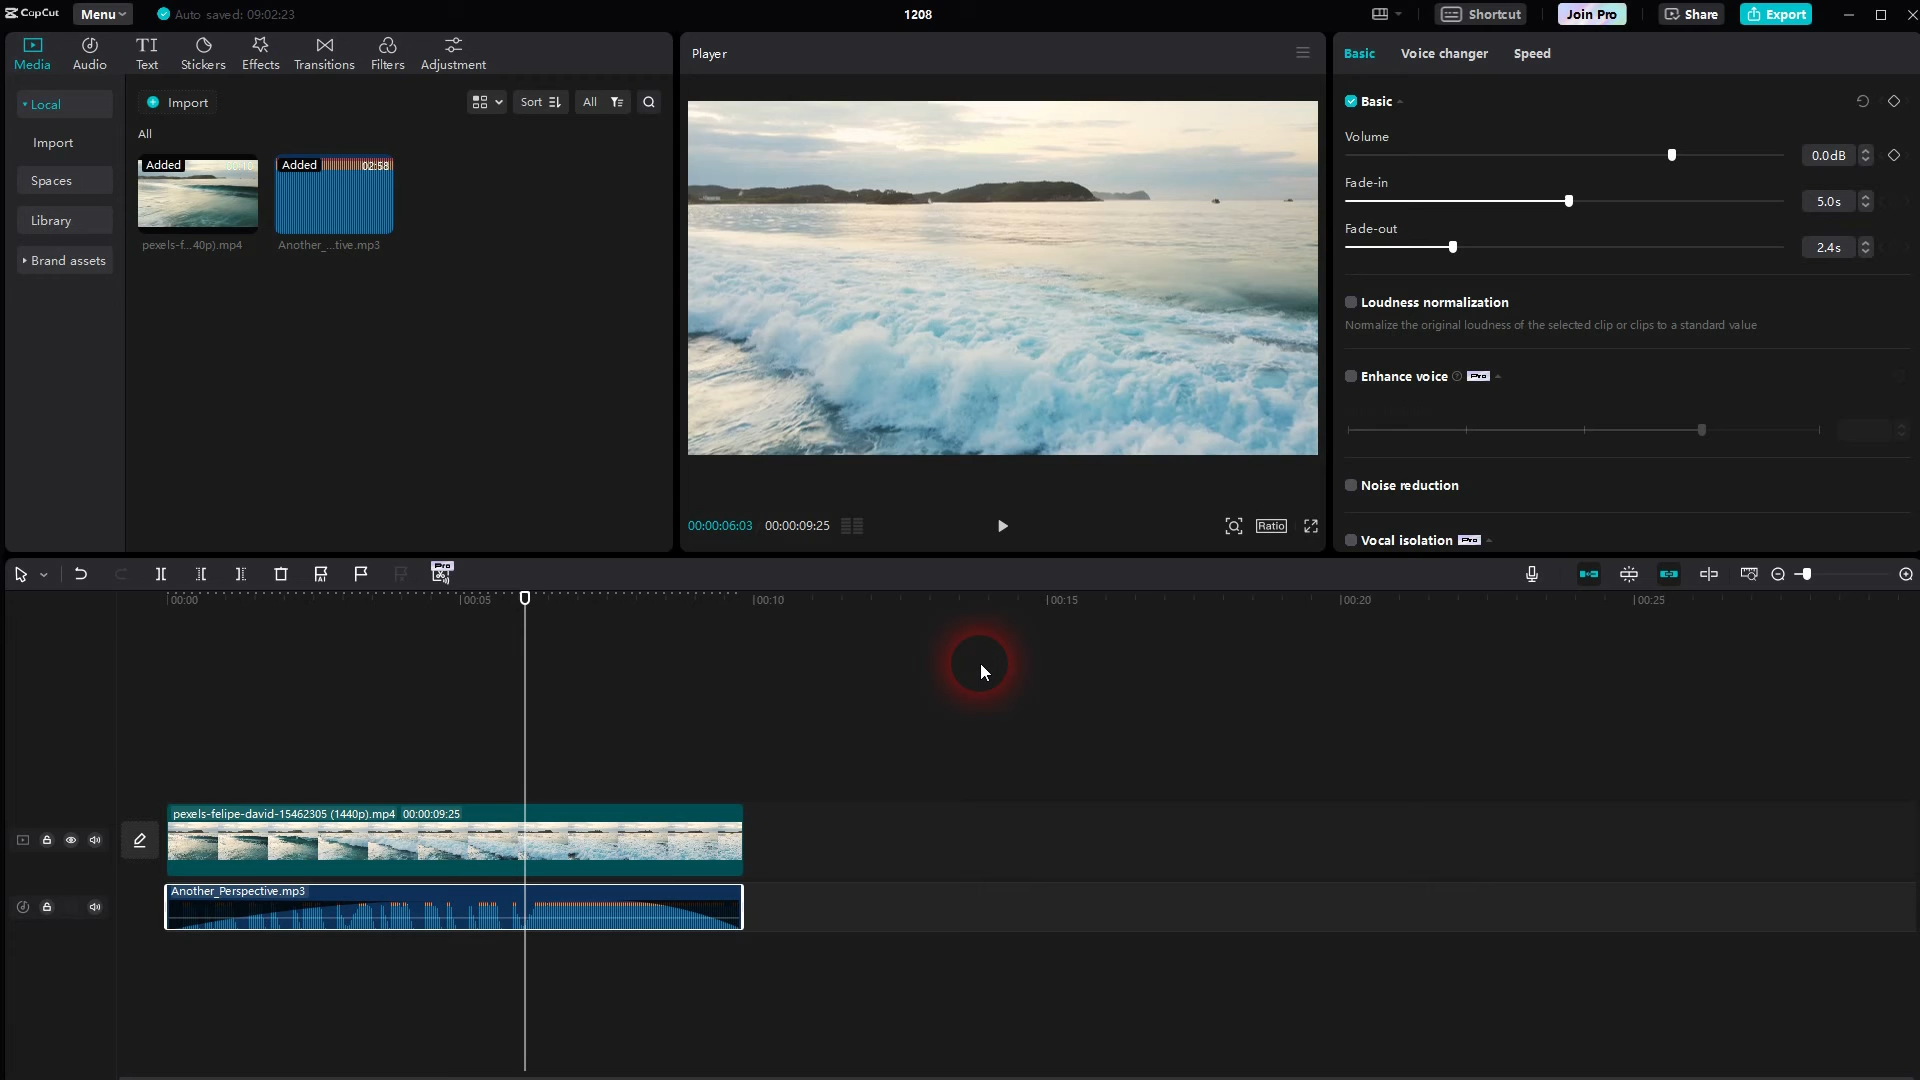 CapCut
Menu
Auto saved: 09:02:23
1208
Shortcut
Join Pro
Share
Export
Media
Audio
TI
Text
Stickers
Effects
Transitions
Filters
Adjustment
Local
Import
Spaces
Library
Brand assets
Import
Sort
All
All
Added
Added
02:58
pexels-f...40p).mp4
Another_...tive.mp3
Player
00:00:06:03
00:00:09:25
Ratio
Basic
Voice changer
Speed
Basic
Volume
0.0dB
Fade-in
5.0s
Fade-out
2.4s
Loudness normalization
Normalize the original loudness of the selected clip or clips to a standard value
Enhance voice
Pro
Noise reduction
Vocal isolation
Pro
Pro
00:00
00:05
00:10
00:15
00:20
00:25
pexels-felipe-david-15462305 (1440p).mp4 00:00:09:25
Another_Perspective.mp3